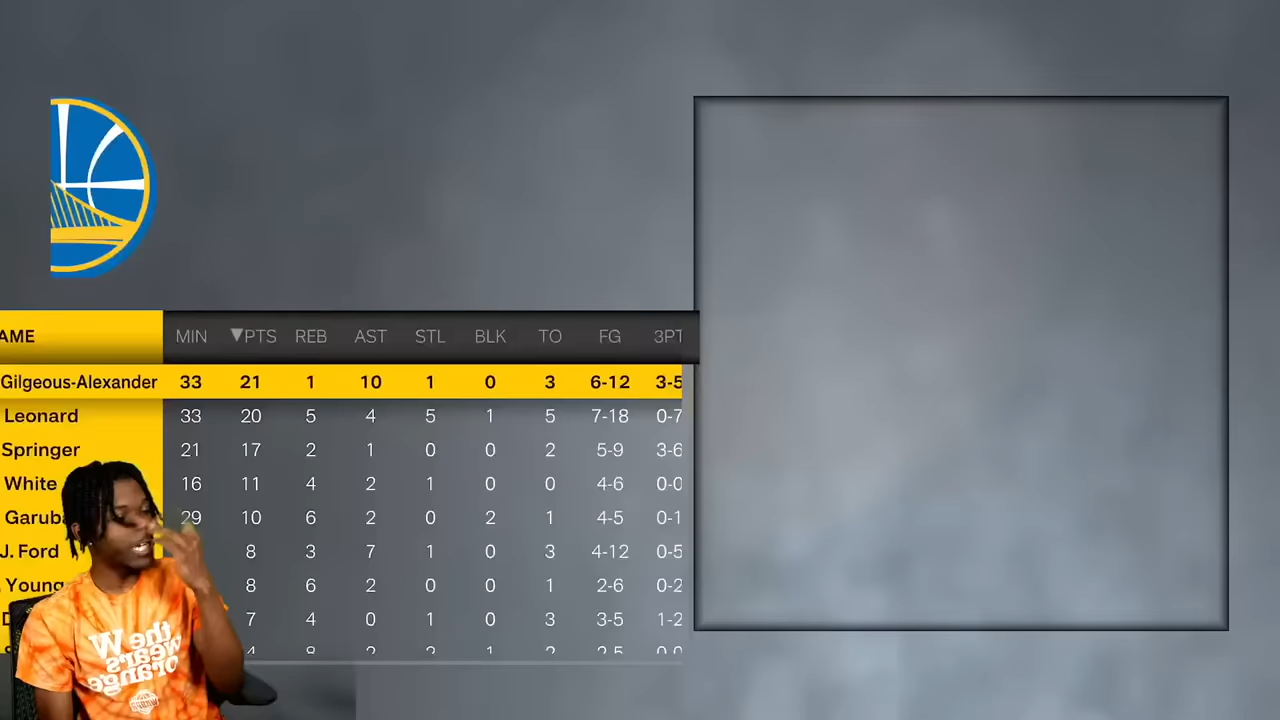 AME MIN ▼PTS REB AST STL BLK TO FG 3PT
Gilgeous-Alexander 33 21 1 10 1 0 3 6-12 3-5
Leonard 33 20 5 4 5 1 5 7-18 0-7
Springer 21 17 2 1 0 0 2 5-9 3-6
White 16 11 4 2 1 0 0 4-6 0-0
Garub 29 10 6 2 0 2 1 4-5 0-1
J. Ford 8 3 7 1 0 3 4-12 0-5
Young 8 6 2 0 0 1 2-6 0-2
7 4 0 1 0 3 3-5 1-2
the W
wears
orange